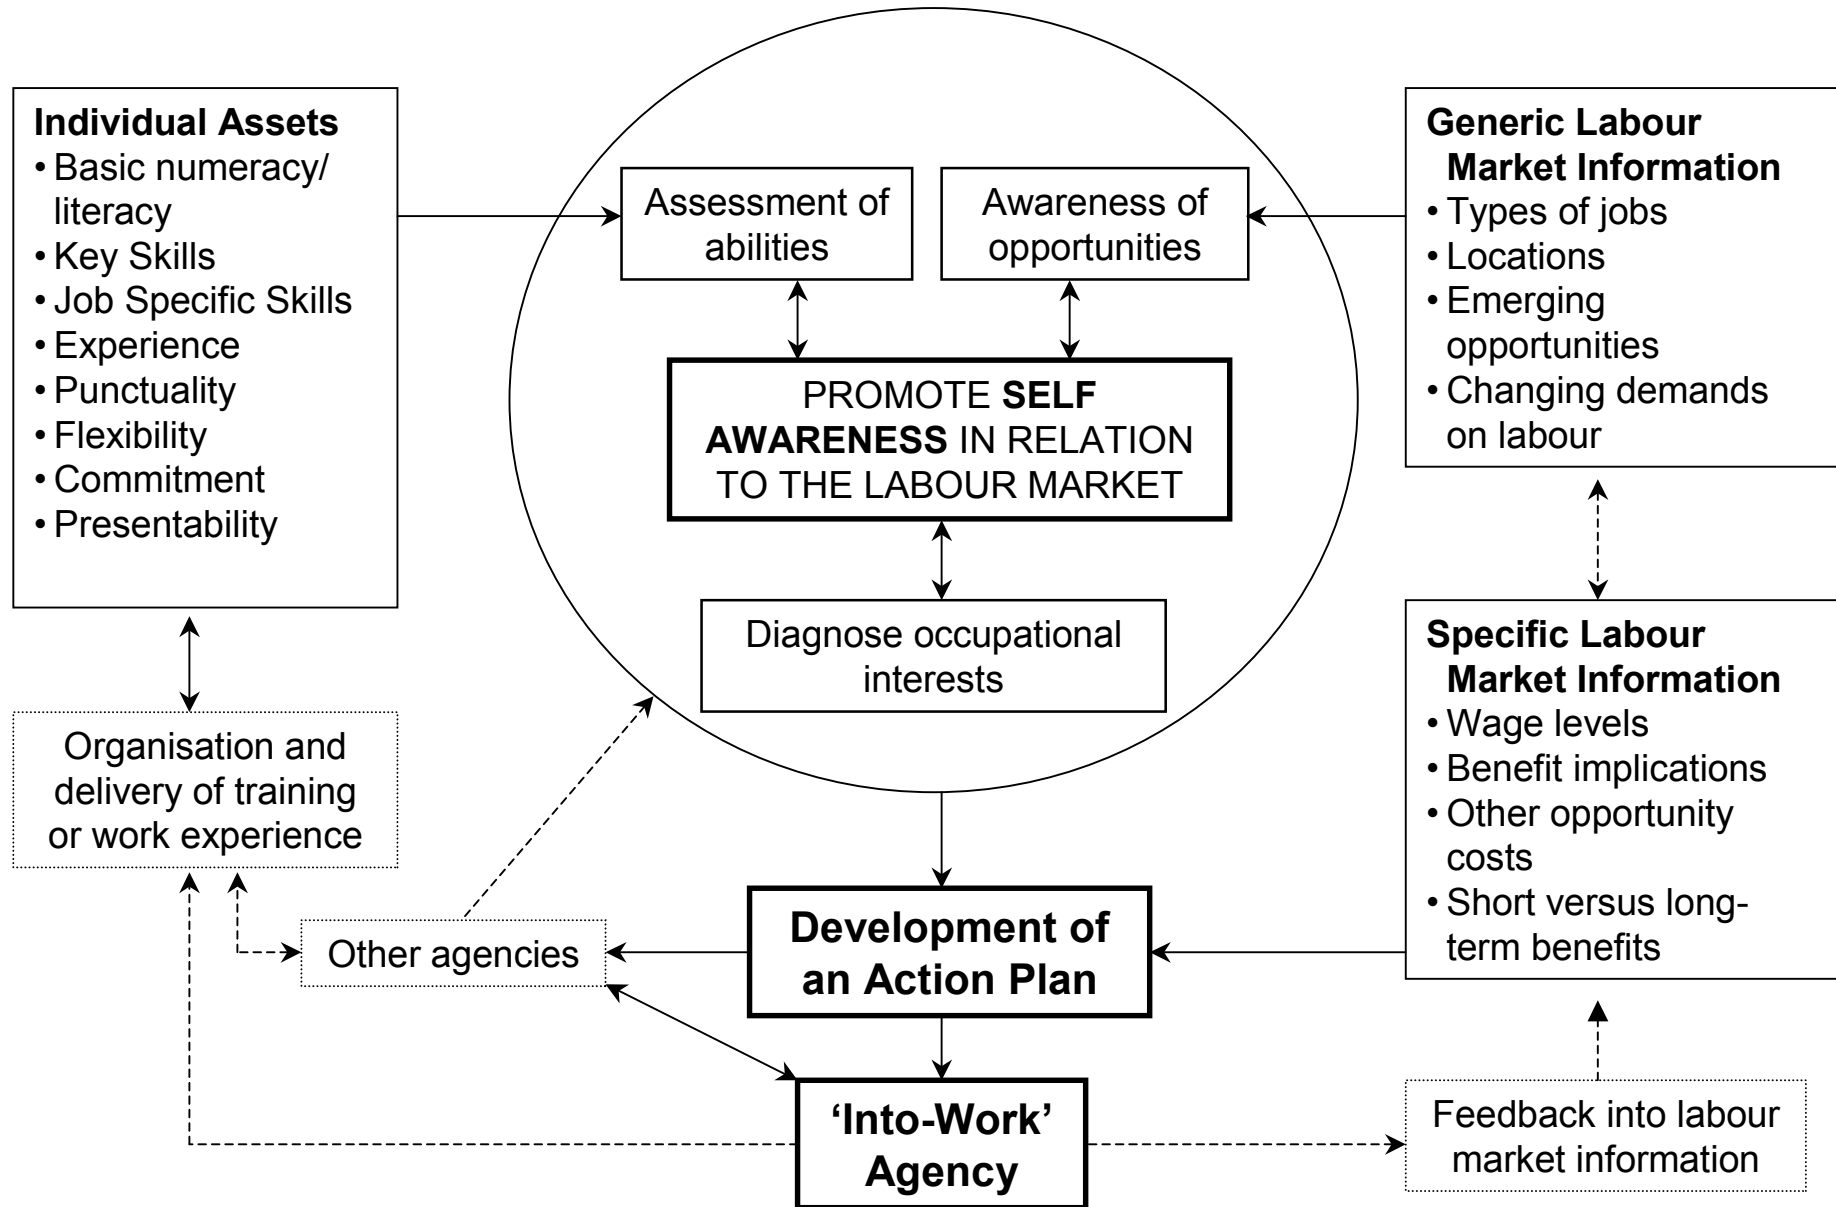 Individual Assets
• Basic numeracy/
literacy
• Key Skills
• Job Specific Skills
• Experience
• Punctuality
• Flexibility
• Commitment
• Presentability
Organisation and
delivery of training
or work experience
Assessment of
abilities
Awareness of
opportunities
PROMOTE SELF
AWARENESS IN RELATION
TO THE LABOUR MARKET
Diagnose occupational
interests
Other agencies
Development of
an Action Plan
‘Into-Work’
Agency
Generic Labour
Market Information
• Types of jobs
• Locations
• Emerging
opportunities
• Changing demands
on labour
Specific Labour
Market Information
• Wage levels
• Benefit implications
• Other opportunity
costs
• Short versus long-
term benefits
Feedback into labour
market information